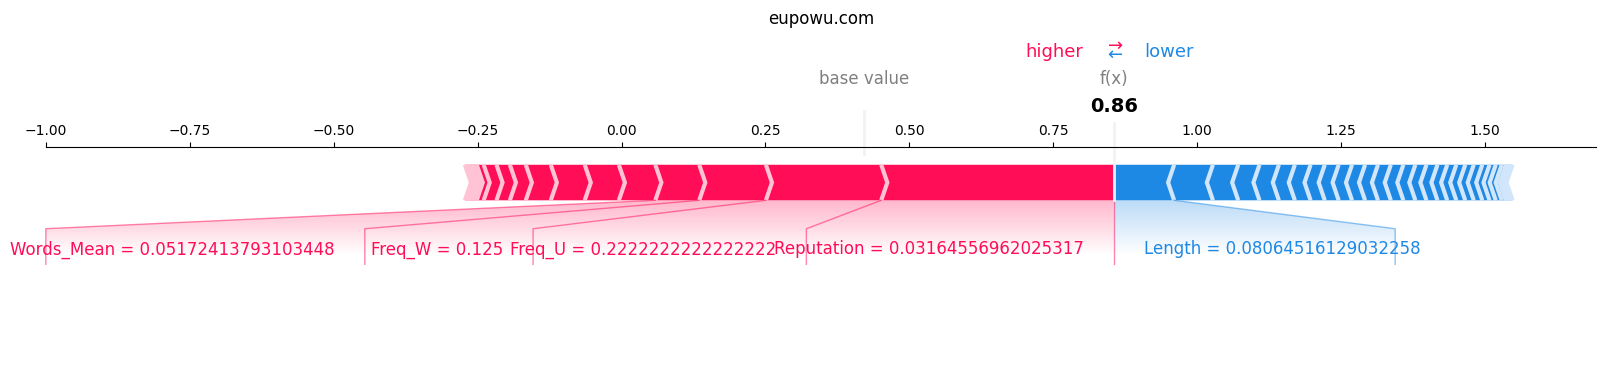 eupowu.com
higher ⇄ lower
base value f(x)
0.86
−1.00 −0.75 −0.50 −0.25 0.00 0.25 0.50 0.75 1.00 1.25 1.50
Words_Mean = 0.05172413793103448 Freq_W = 0.125 Freq_U = 0.2222222222222222 Reputation = 0.03164556962025317 Length = 0.08064516129032258